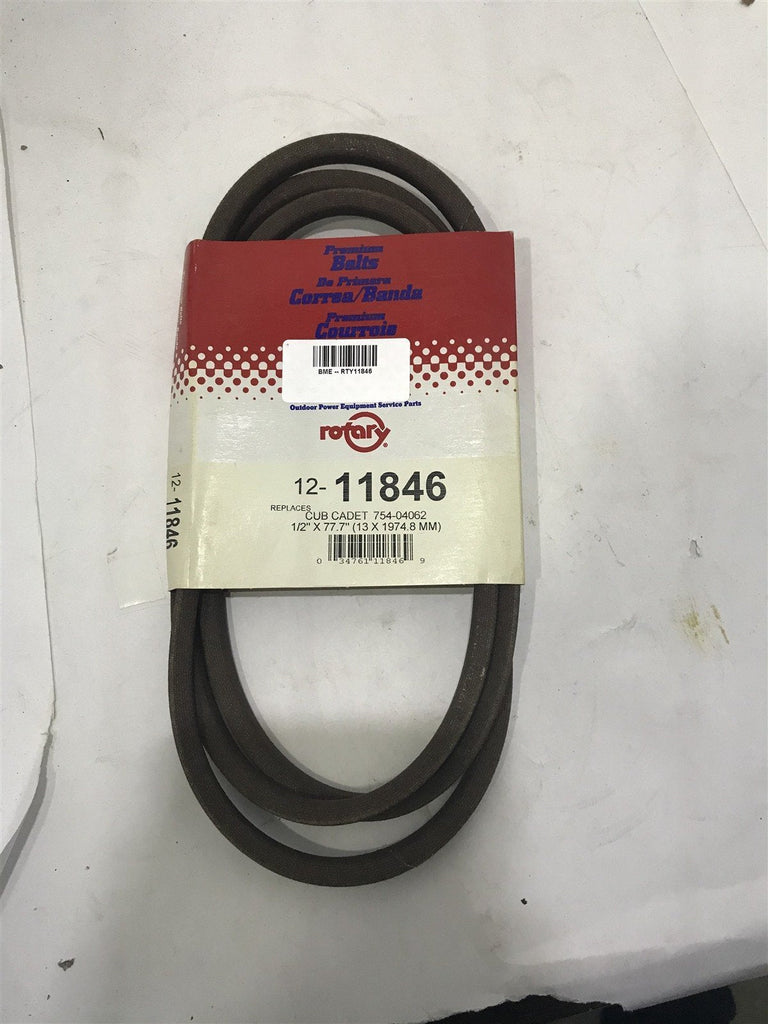 Premium
Belts
De Primera
Correa/Banda
Premium
Courroie
BME -- RTY11846
Outdoor Power Equipment Service Parts
rotary
12- 11846
REPLACES
CUB CADET 754-04062
1/2" X 77.7" (13 X 1974.8 MM)
0 34761 11846 9
12- 11846